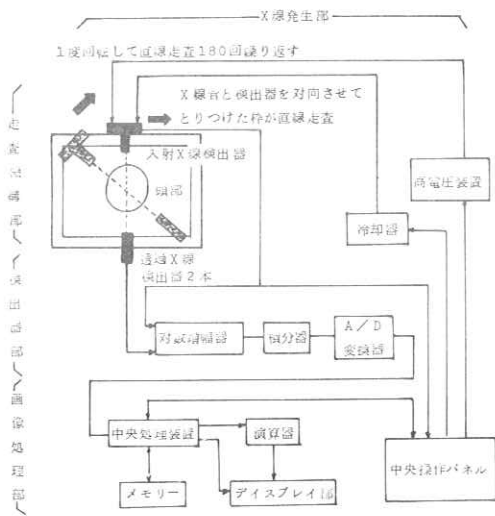 X線発生部
1度回転して直線走査180回繰り返す
X線管と検出器を対向させて
とりつけた枠が直線走査
入射X線検出器
頭部
高電圧装置
冷却器
透過X線
検出器2本
対数増幅器
積分器
A/D
変換器
中央処理装置
演算器
メモリー
ディスプレイ部
中央操作パネル
検出器部
画像処理部